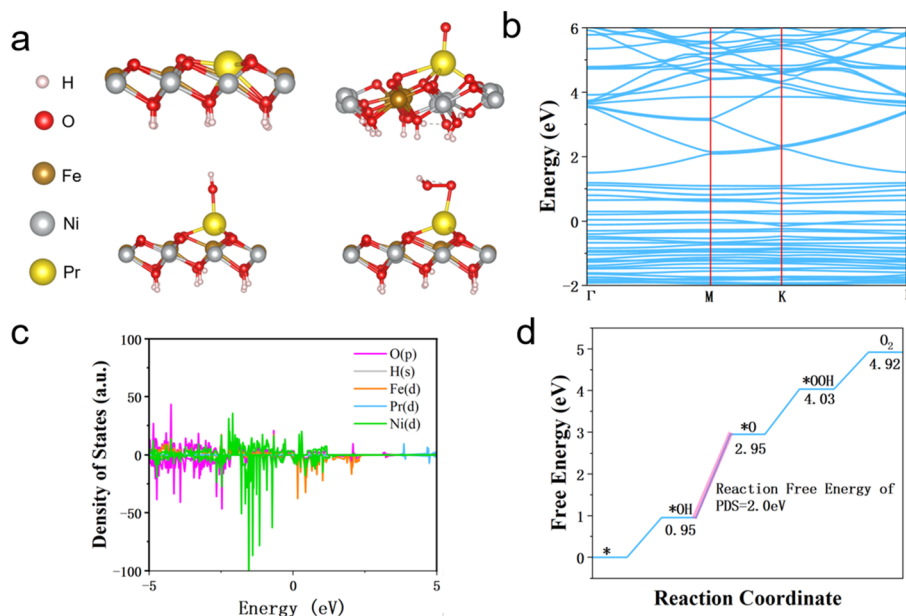 a
H
O
Fe
Ni
Pr
b
Energy (eV)
6
4
2
0
-2
Γ
M
K
c
Density of States (a.u.)
100
50
0
-50
-100
O(p)
H(s)
Fe(d)
Pr(d)
Ni(d)
-5
0
5
Energy (eV)
d
Free Energy (eV)
5
4
3
2
1
0
*
*OH
0.95
*O
2.95
*OOH
4.03
O₂
4.92
Reaction Free Energy of
PDS=2.0eV
Reaction Coordinate